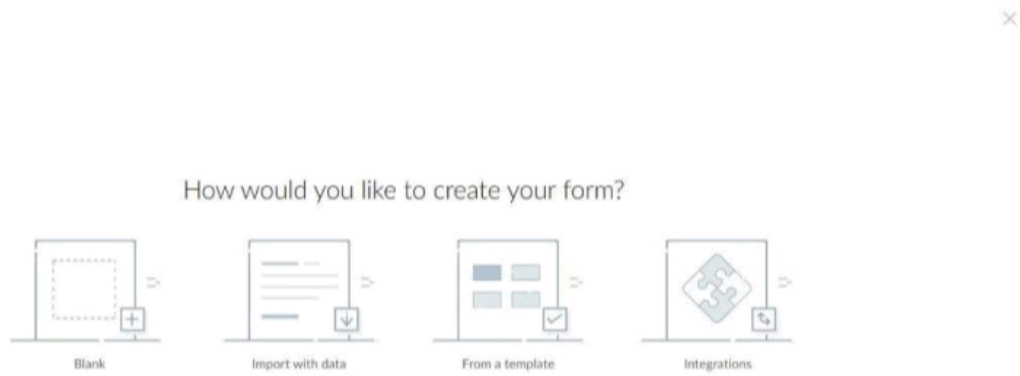 How would you like to create your form?
Blank
Import with data
From a template
Integrations